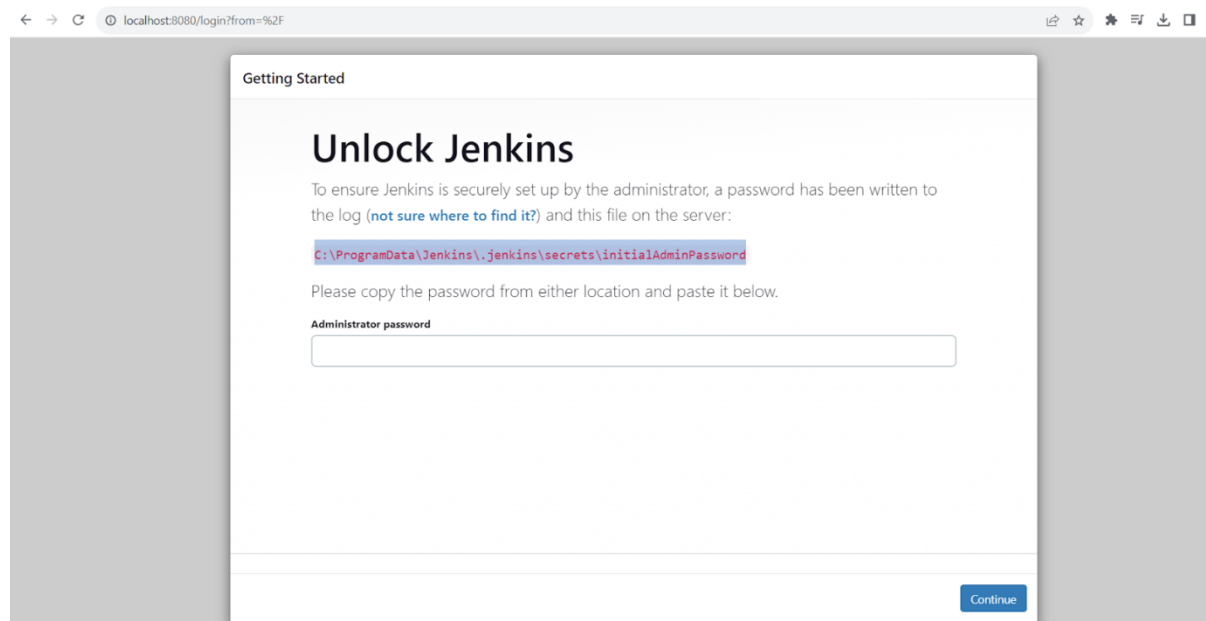 localhost:8080/login?from=%2F
Getting Started
Unlock Jenkins
To ensure Jenkins is securely set up by the administrator, a password has been written to
the log (not sure where to find it?) and this file on the server:
C:\ProgramData\Jenkins\.jenkins\secrets\initialAdminPassword
Please copy the password from either location and paste it below.
Administrator password
Continue